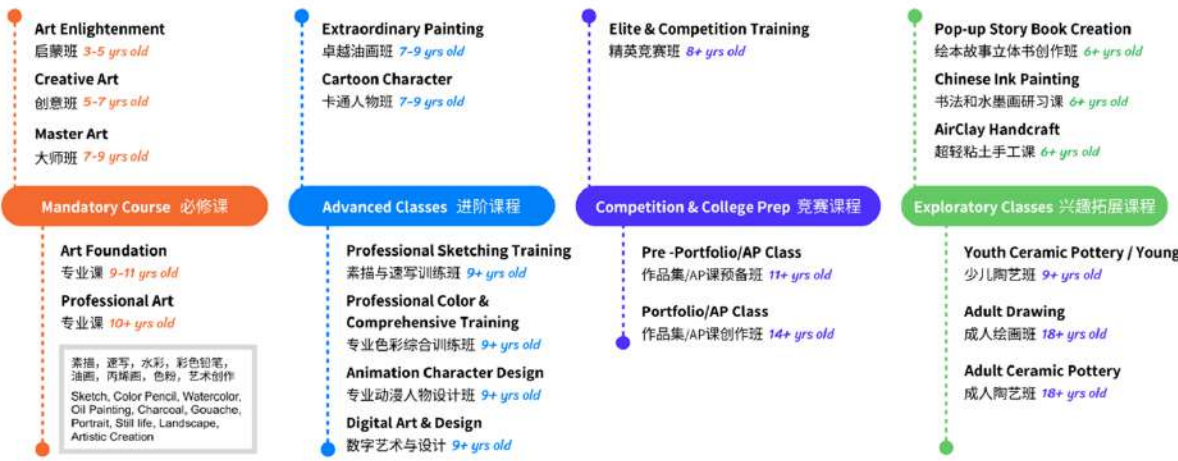 Art Enlightenment
启蒙班 3-5 yrs old
Creative Art
创意班 5-7 yrs old
Master Art
大师班 7-9 yrs old
Mandatory Course 必修课
Art Foundation
专业课 9-11 yrs old
Professional Art
专业课 10+ yrs old
素描，速写，水彩，彩色铅笔，
油画，丙烯画，色粉，艺术创作
Sketch, Color Pencil, Watercolor,
Oil Painting, Charcoal, Gouache,
Portrait, Still life, Landscape,
Artistic Creation
Extraordinary Painting
卓越油画班 7-9 yrs old
Cartoon Character
卡通人物班 7-9 yrs old
Advanced Classes 进阶课程
Professional Sketching Training
素描与速写训练班 9+ yrs old
Professional Color &
Comprehensive Training
专业色彩综合训练班 9+ yrs old
Animation Character Design
专业动漫人物设计班 9+ yrs old
Digital Art & Design
数字艺术与设计 9+ yrs old
Elite & Competition Training
精英竞赛班 8+ yrs old
Competition & College Prep 竞赛课程
Pre -Portfolio/AP Class
作品集/AP课预备班 11+ yrs old
Portfolio/AP Class
作品集/AP课创作班 14+ yrs old
Pop-up Story Book Creation
绘本故事立体书创作班 6+ yrs old
Chinese Ink Painting
书法和水墨画研习课 6+ yrs old
AirClay Handcraft
超轻粘土手工课 6+ yrs old
Exploratory Classes 兴趣拓展课程
Youth Ceramic Pottery / Young
少儿陶艺班 9+ yrs old
Adult Drawing
成人绘画班 18+ yrs old
Adult Ceramic Pottery
成人陶艺班 18+ yrs old